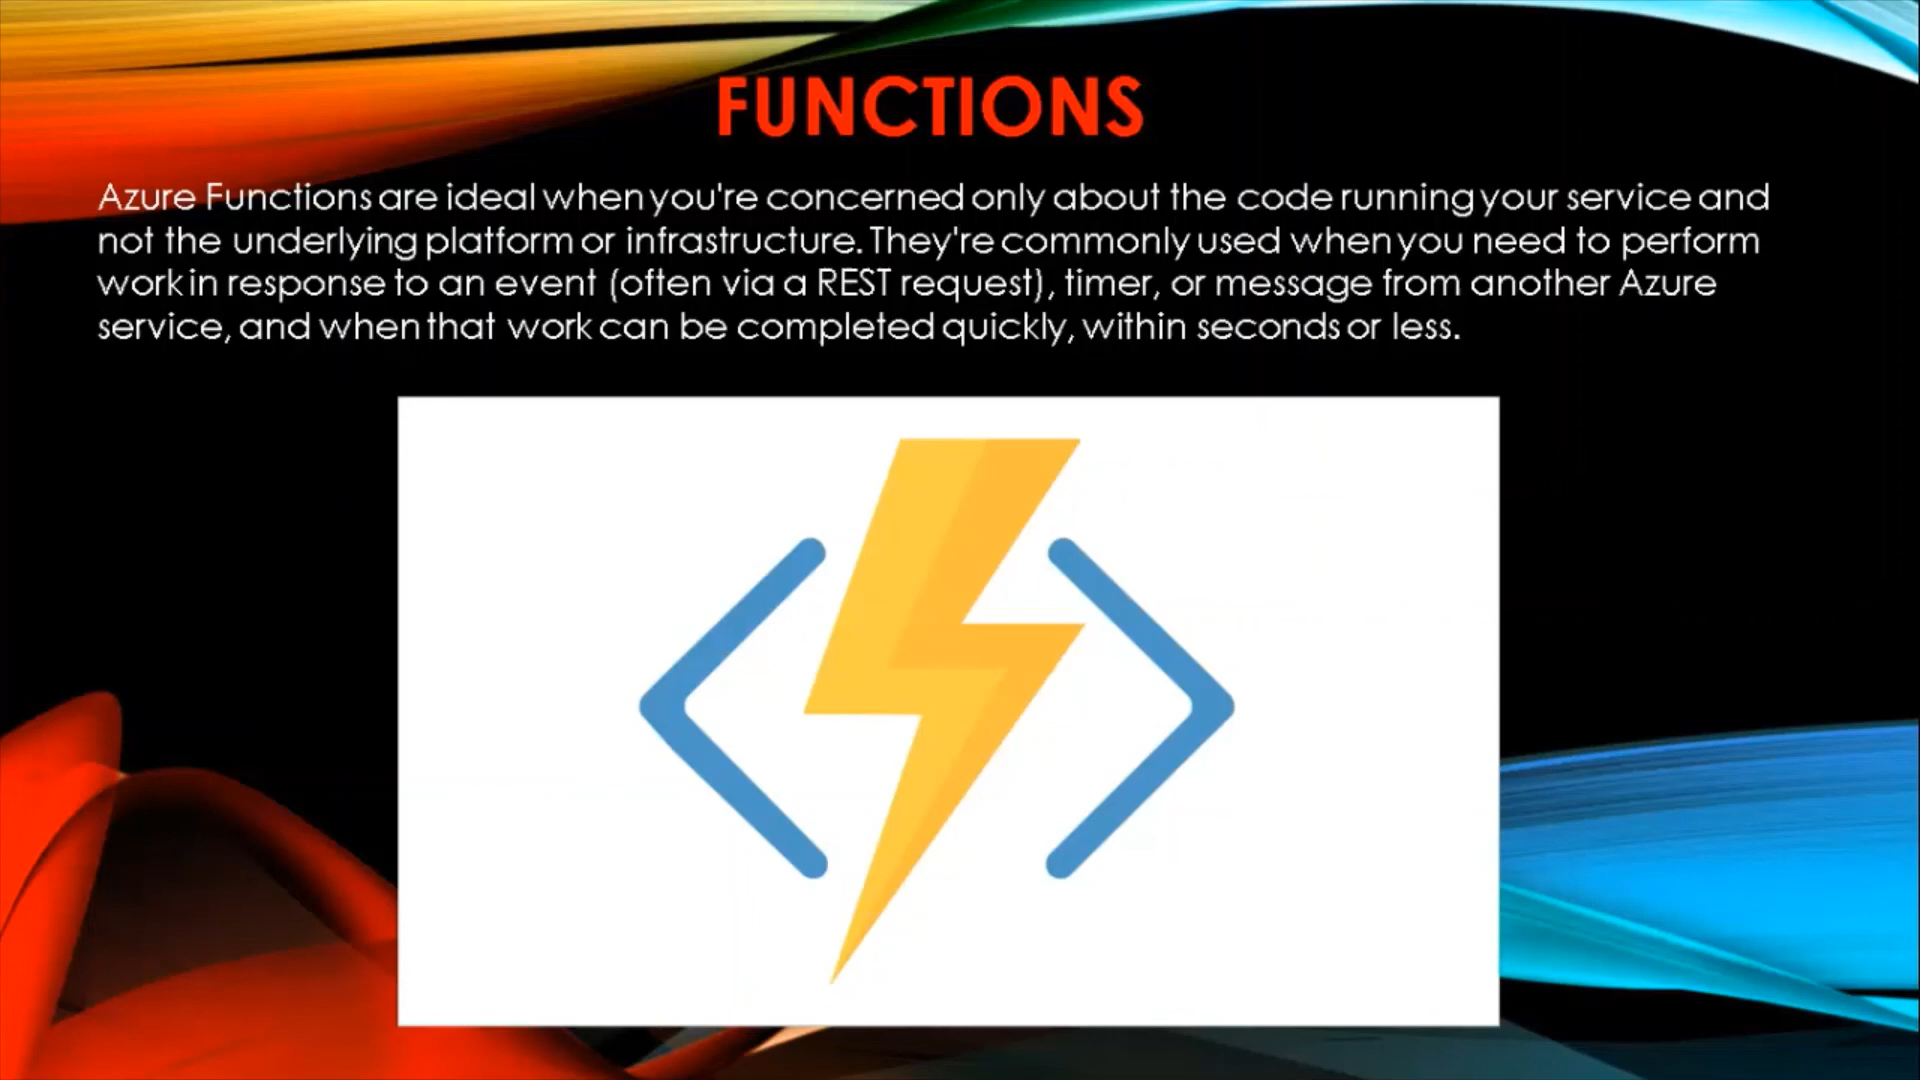 FUNCTIONS
Azure Functions are ideal when you're concerned only about the code running your service and
not the underlying platform or infrastructure. They're commonly used when you need to perform
work in response to an event (often via a REST request), timer, or message from another Azure
service, and when that work can be completed quickly, within seconds or less.